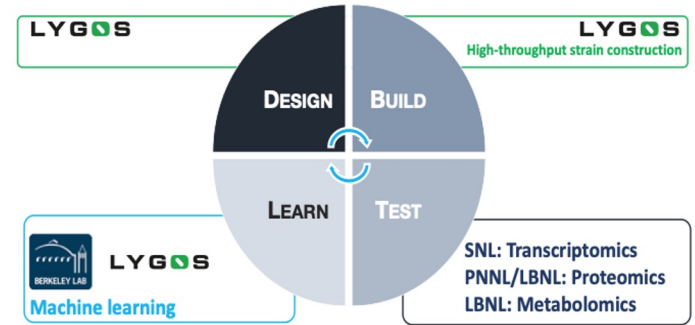 LYGOS
LYGOS
High-throughput strain construction
DESIGN
BUILD
LEARN
TEST
BERKELEY LAB
LYGOS
Machine learning
SNL: Transcriptomics
PNNL/LBNL: Proteomics
LBNL: Metabolomics